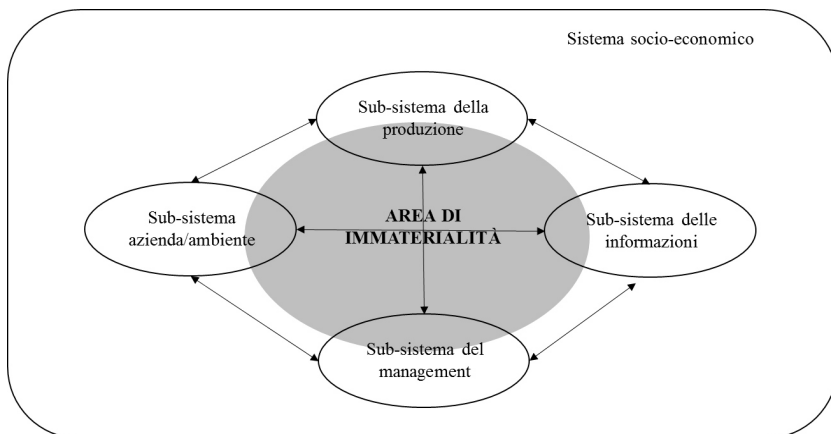 Sistema socio-economico
Sub-sistema della
produzione
Sub-sistema
azienda/ambiente
AREA DI
IMMATERIALITÀ
Sub-sistema delle
informazioni
Sub-sistema del
management